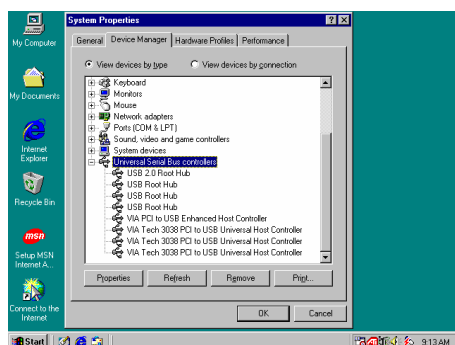 System Properties
My Computer
My Documents
Internet
Explorer
Recycle Bin
msn
Setup MSN
Internet A...
Connect to the
Internet
General
Device Manager
Hardware Profiles
Performance
View devices by type
View devices by connection
Keyboard
Monitors
Mouse
Network adapters
Ports (COM & LPT)
Sound, video and game controllers
System devices
Universal Serial Bus controllers
USB 2.0 Root Hub
USB Root Hub
USB Root Hub
USB Root Hub
VIA PCI to USB Enhanced Host Controller
VIA Tech 3038 PCI to USB Universal Host Controller
VIA Tech 3038 PCI to USB Universal Host Controller
VIA Tech 3038 PCI to USB Universal Host Controller
Properties
Refresh
Remove
Print...
OK
Cancel
Start
9:13 AM